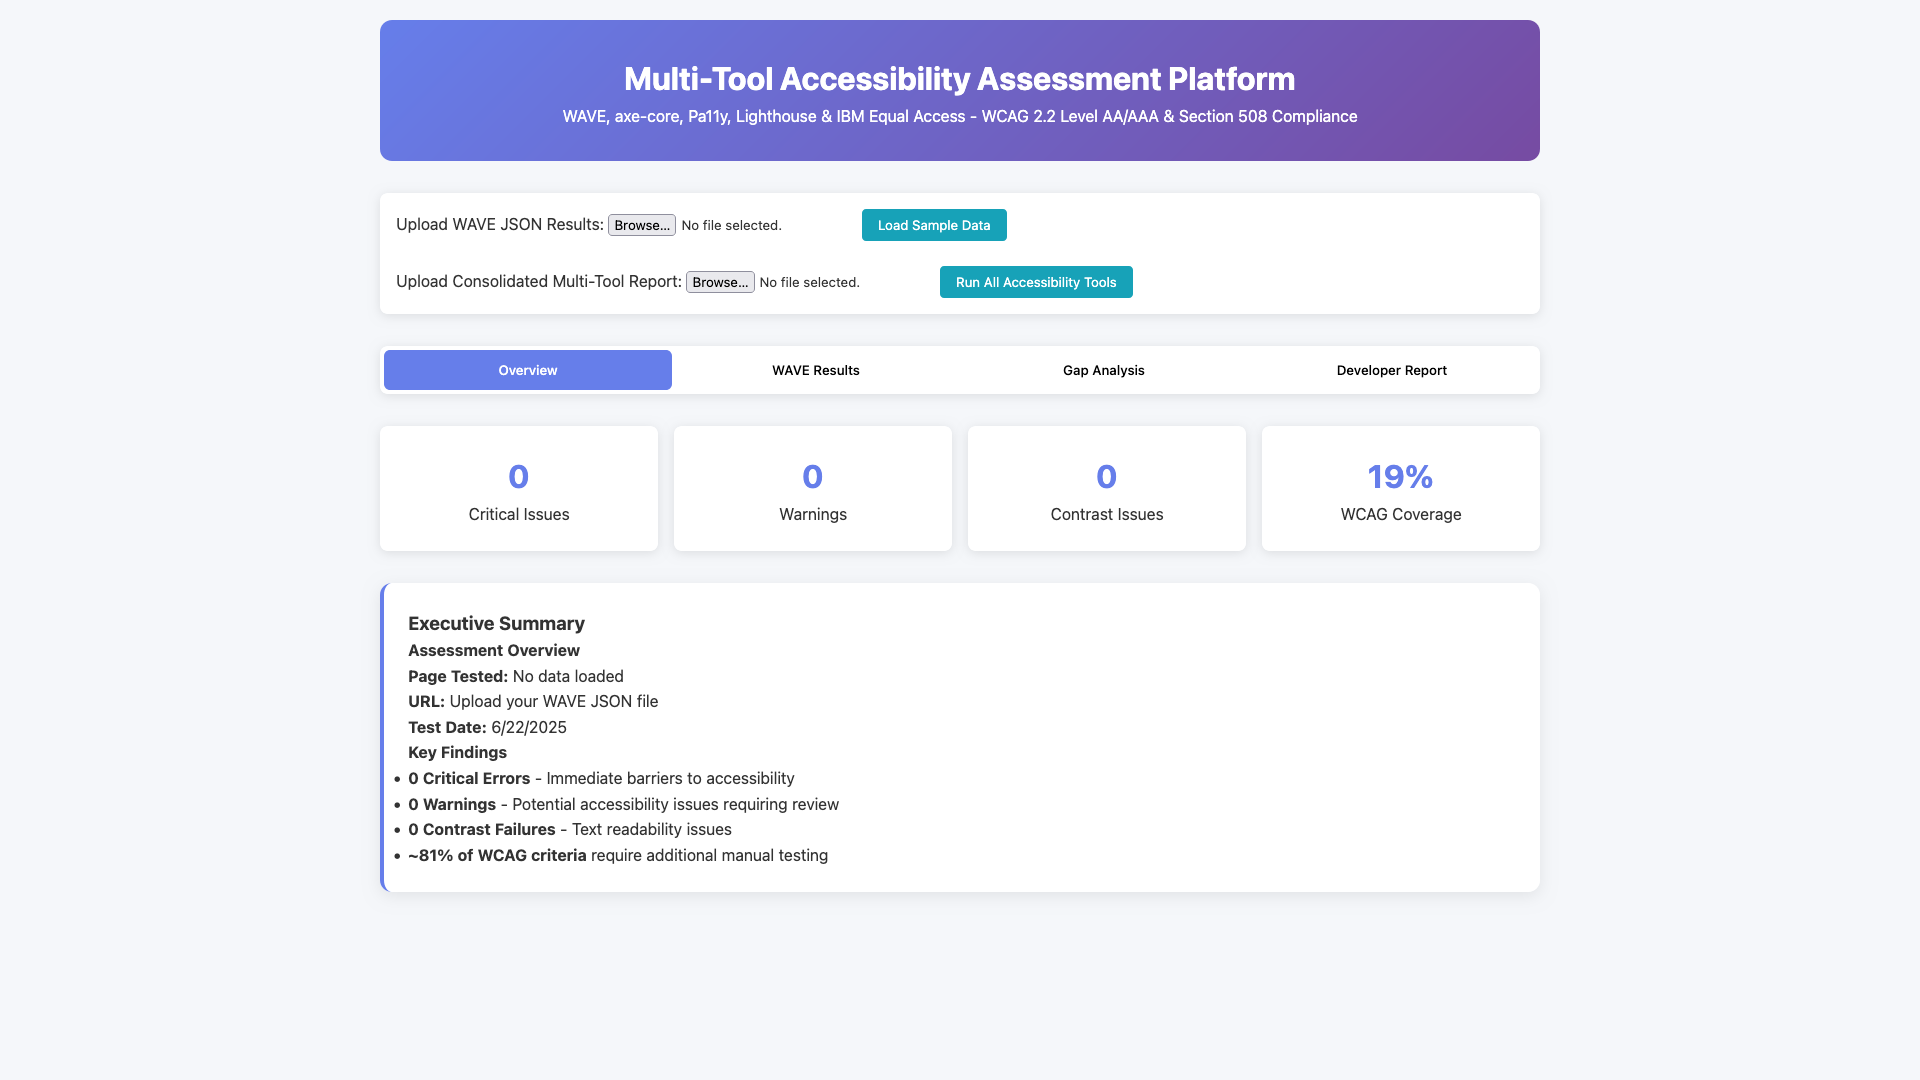 Multi-Tool Accessibility Assessment Platform
WAVE, axe-core, Pa11y, Lighthouse & IBM Equal Access - WCAG 2.2 Level AA/AAA & Section 508 Compliance
Upload WAVE JSON Results: Browse... No file selected. Load Sample Data
Upload Consolidated Multi-Tool Report: Browse... No file selected. Run All Accessibility Tools
Overview WAVE Results Gap Analysis Developer Report
0 0 0 19%
Critical Issues Warnings Contrast Issues WCAG Coverage
Executive Summary
Assessment Overview
Page Tested: No data loaded
URL: Upload your WAVE JSON file
Test Date: 6/22/2025
Key Findings
• 0 Critical Errors - Immediate barriers to accessibility
• 0 Warnings - Potential accessibility issues requiring review
• 0 Contrast Failures - Text readability issues
• ~81% of WCAG criteria require additional manual testing